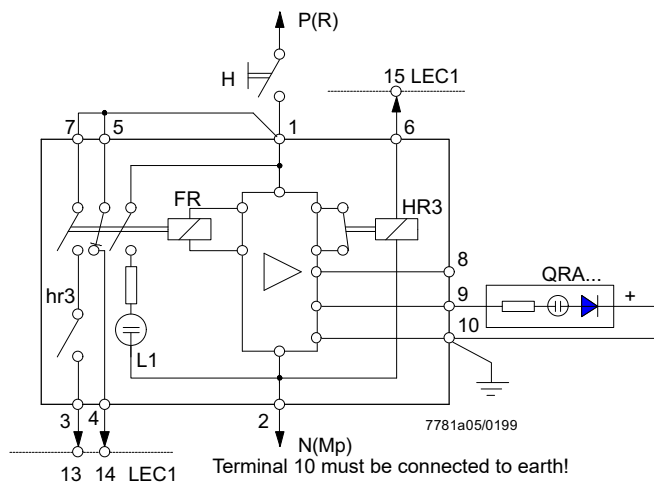 P(R)
H
15 LEC1
7
5
1
6
FR
HR3
8
QRA...
9
+
hr3
10
L1
3
4
2
7781a05/0199
N(Mp)
13 14 LEC1
Terminal 10 must be connected to earth!